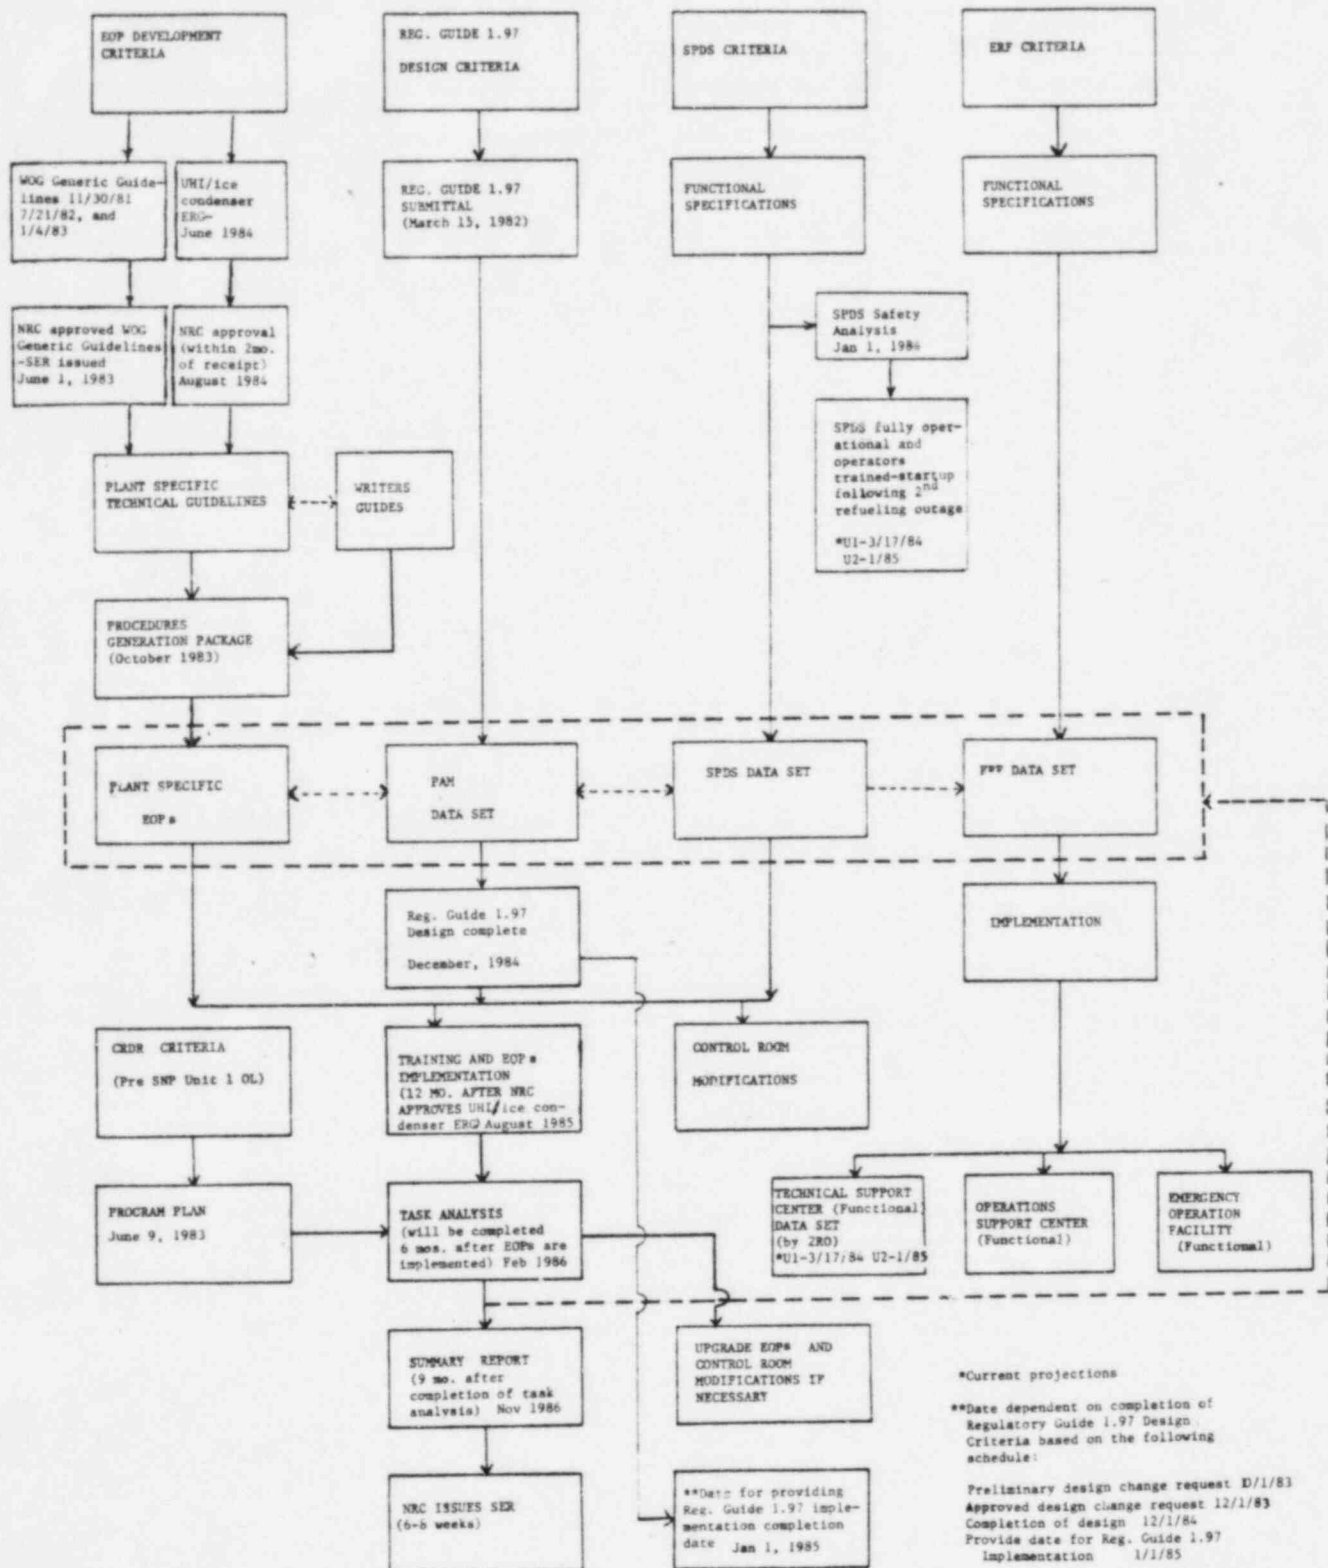 EOP DEVELOPMENT
CRITERIA
REG. GUIDE 1.97
DESIGN CRITERIA
SPDS CRITERIA
ERF CRITERIA
WOG Generic Guide-
lines 11/30/81
7/21/82, and
1/4/83
UHI/ice
condenser
ERG-
June 1984
REG. GUIDE 1.97
SUBMITTAL
(March 15, 1982)
FUNCTIONAL
SPECIFICATIONS
FUNCTIONAL
SPECIFICATIONS
NRC approved WOG
Generic Guidelines
-SER issued
June 1, 1983
NRC approval
(within 2mo.
of receipt)
August 1984
SPDS Safety
Analysis
Jan 1, 1984
SPDS fully oper-
ational and
operators
trained-startup
following 2nd
refueling outage
*U1-3/17/84
U2-1/85
PLANT SPECIFIC
TECHNICAL GUIDELINES
WRITERS
GUIDES
PROCEDURES
GENERATION PACKAGE
(October 1983)
PLANT SPECIFIC
EOPs
PAM
DATA SET
SPDS DATA SET
DATA SET
Reg. Guide 1.97
Design complete
December, 1984
IMPLEMENTATION
CRDR CRITERIA
(Pre SNP Unit 1 OL)
TRAINING AND EOPs
IMPLEMENTATION
(12 MO. AFTER NRC
APPROVES UHI/ice con-
denser ERG) August 1985
CONTROL ROOM
MODIFICATIONS
PROGRAM PLAN
June 9, 1983
TASK ANALYSIS
(will be completed
6 mos. after EOPs are
implemented) Feb 1986
TECHNICAL SUPPORT
CENTER (Functional)
DATA SET
(by 2RO)
*U1-3/17/84 U2-1/85
OPERATIONS
SUPPORT CENTER
(Functional)
EMERGENCY
OPERATION
FACILITY
(Functional)
SUMMARY REPORT
(9 mo. after
completion of task
analysis) Nov 1986
UPGRADE EOPs AND
CONTROL ROOM
MODIFICATIONS IF
NECESSARY
NRC ISSUES SER
(6-8 weeks)
**Date for providing
Reg. Guide 1.97 imple-
mentation completion
date Jan 1, 1985
*Current projections
**Date dependent on completion of
Regulatory Guide 1.97 Design
Criteria based on the following
schedule:
Preliminary design change request 10/1/83
Approved design change request 12/1/83
Completion of design 12/1/84
Provide date for Reg. Guide 1.97
Implementation 1/1/85